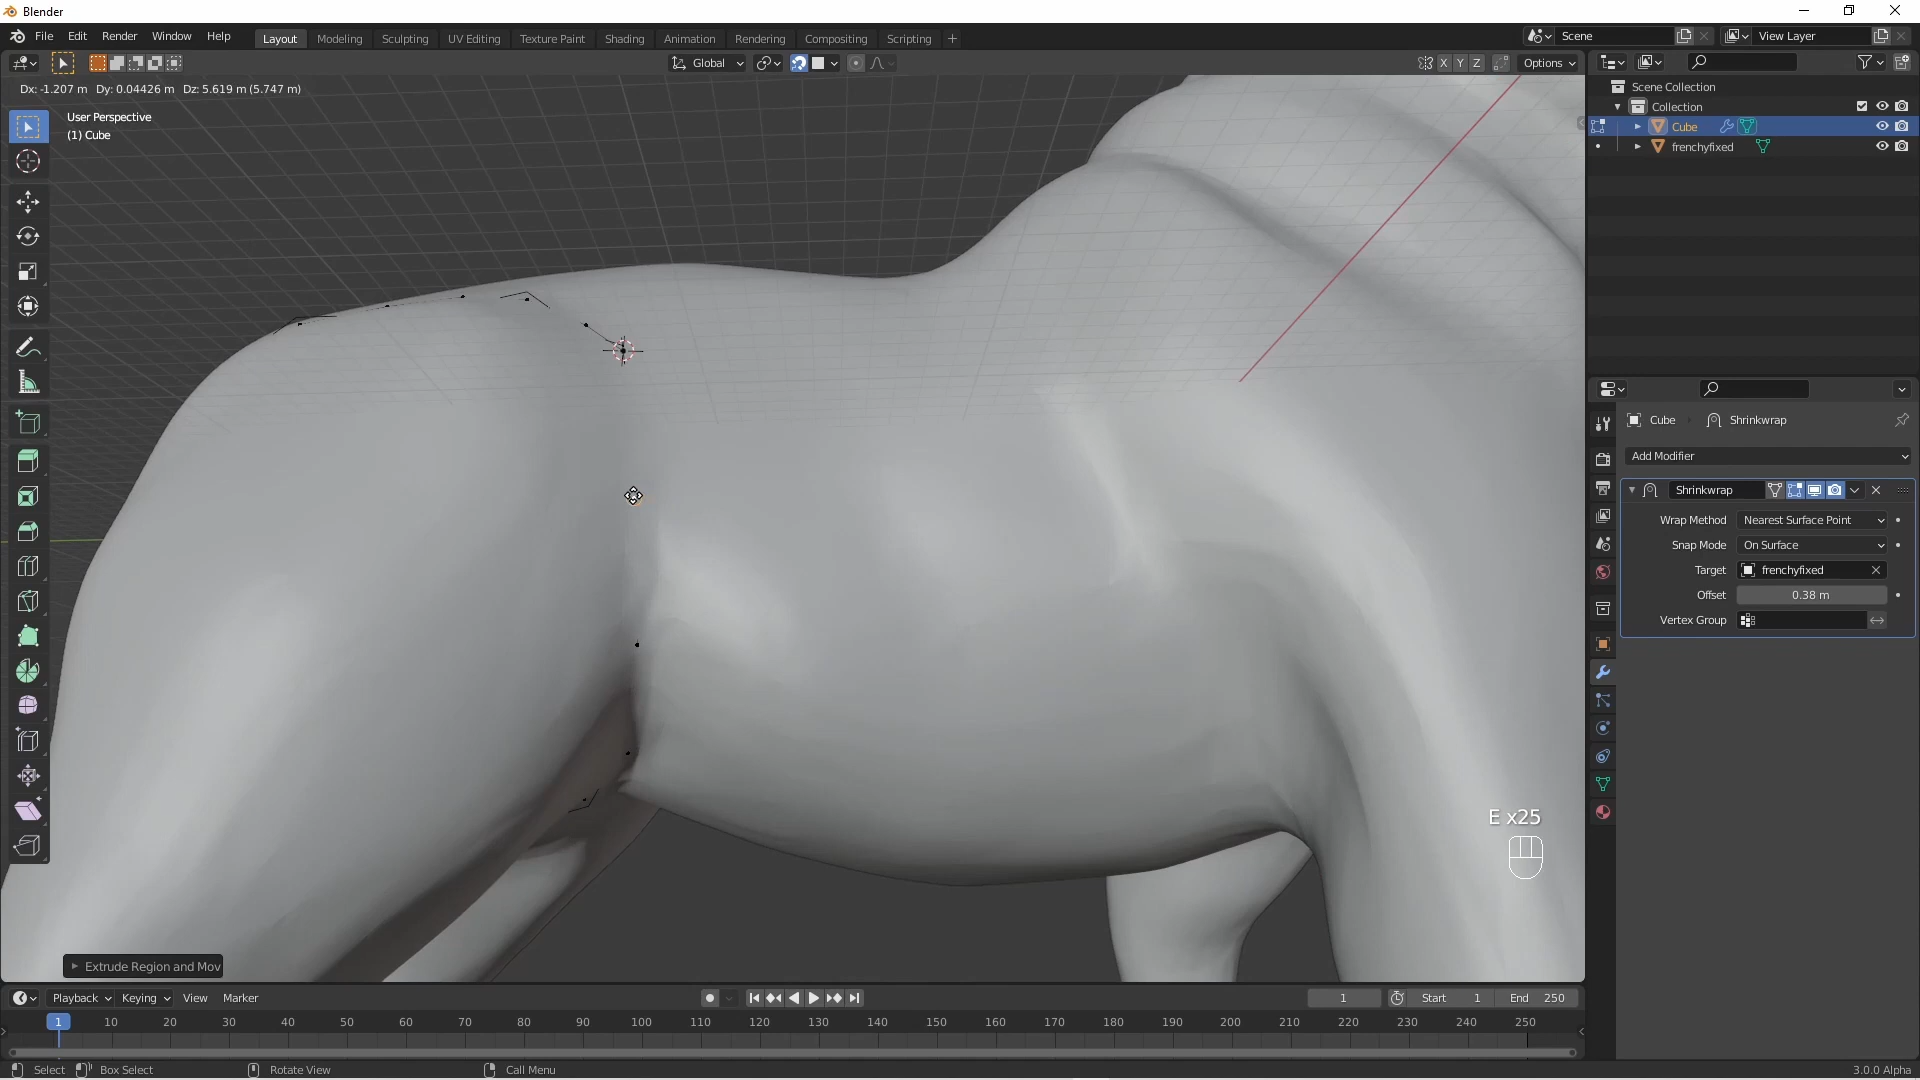 Blender
File Edit Render Window Help
Layout Modeling Sculpting UV Editing Texture Paint Shading Animation Rendering Compositing Scripting +
Scene
View Layer
Global
X Y Z
Options
Dx: -1.207 m Dy: 0.04426 m Dz: 5.619 m (5.747 m)
User Perspective
(1) Cube
Scene Collection
Collection
Cube
frenchyfixed
Cube
Shrinkwrap
Add Modifier
Shrinkwrap
Wrap Method Nearest Surface Point
Snap Mode On Surface
Target frenchyfixed
Offset 0.38 m
Vertex Group
E x25
Extrude Region and Mov
Playback Keying View Marker
1
Start 1
End 250
1 10 20 30 40 50 60 70 80 90 100 110 120 130 140 150 160 170 180 190 200 210 220 230 240 250
Select
Box Select
Rotate View
Call Menu
3.0.0 Alpha